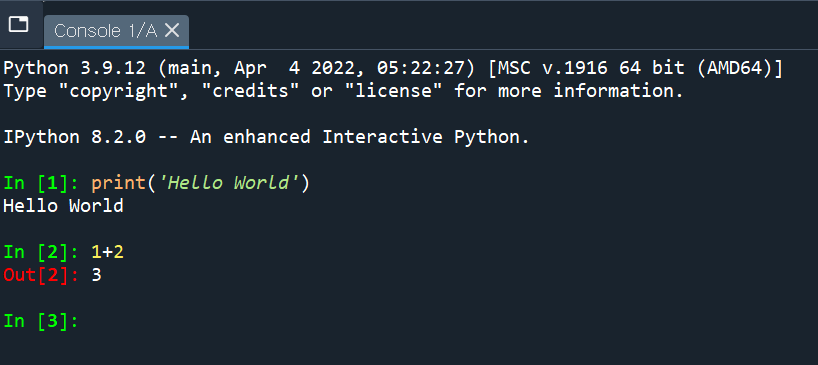 Console 1/A
Python 3.9.12 (main, Apr  4 2022, 05:22:27) [MSC v.1916 64 bit (AMD64)]
Type "copyright", "credits" or "license" for more information.
IPython 8.2.0 -- An enhanced Interactive Python.
In [1]: print('Hello World')
Hello World
In [2]: 1+2
Out[2]: 3
In [3]: